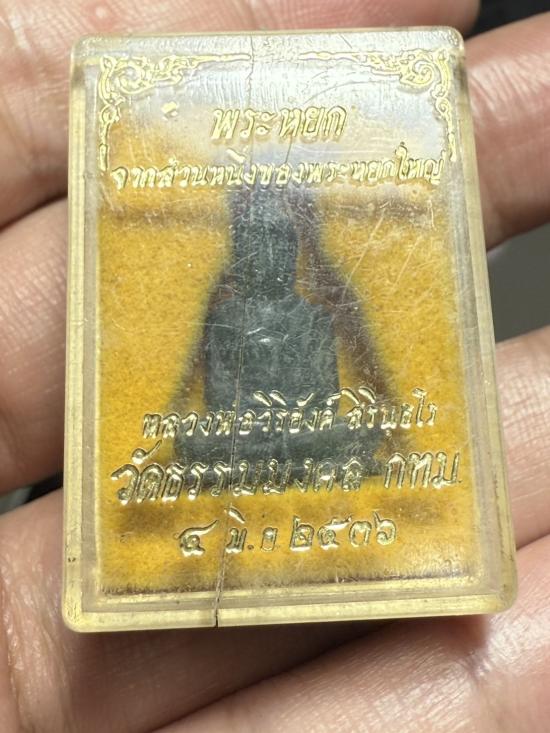 พระหยก
จากส่วนหนึ่งของพระหยกใหญ่
หลวงพ่อวิริยังค์ สิรินฺธโร
วัดธรรมมงคล กทม.
๔ มิ.ย ๒๕๓๖